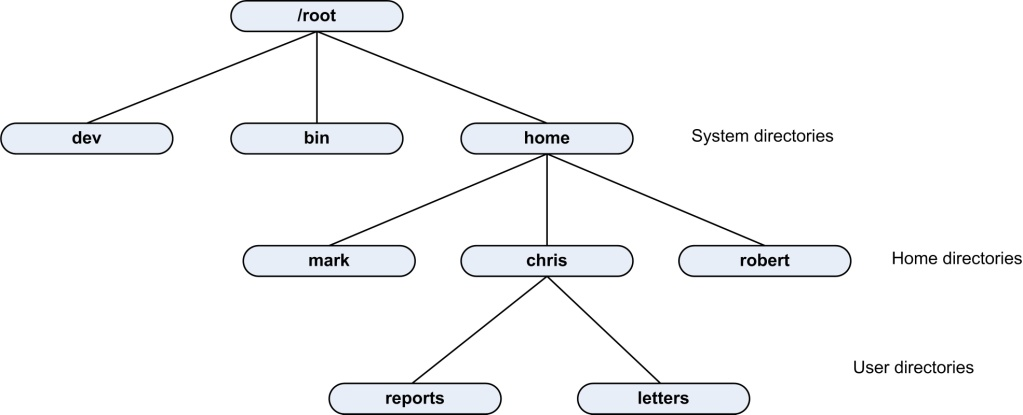 /root
dev
bin
home
System directories
mark
chris
robert
Home directories
User directories
reports
letters